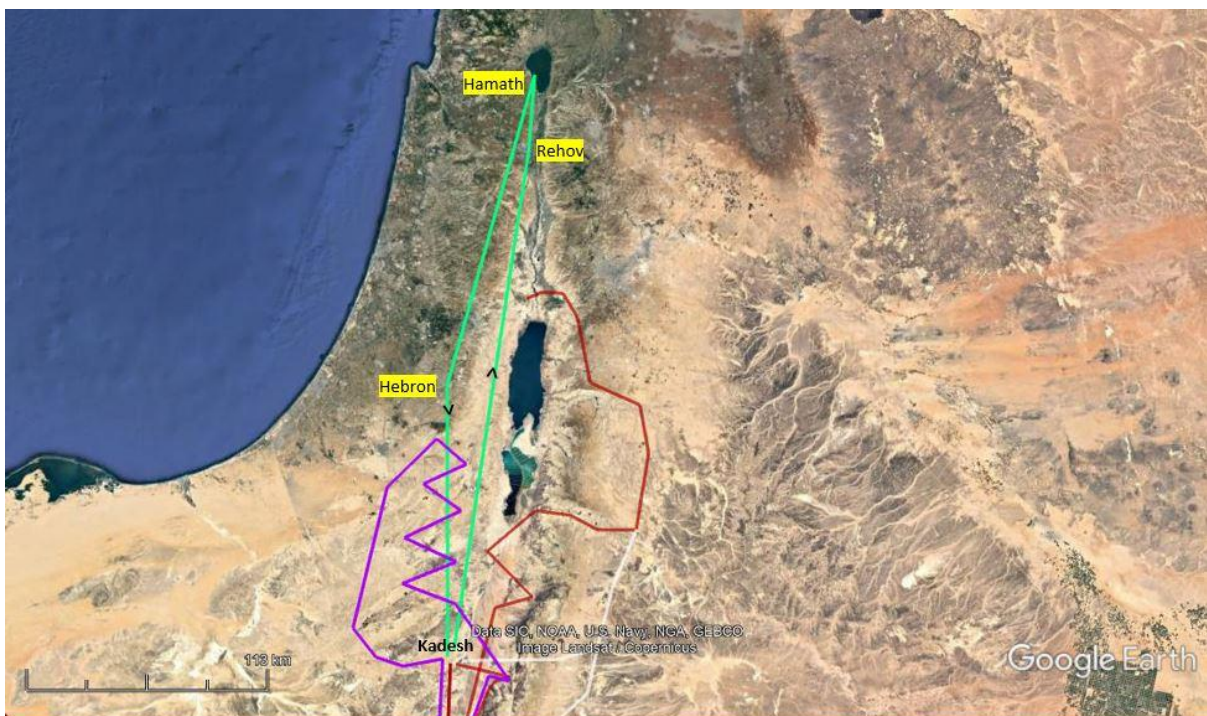 Hamath
Rehov
Hebron
Kadesh
Data SIO, NOAA, U.S. Navy, NGA, GEBCO
Image Landsat / Copernicus
113 km
Google Earth